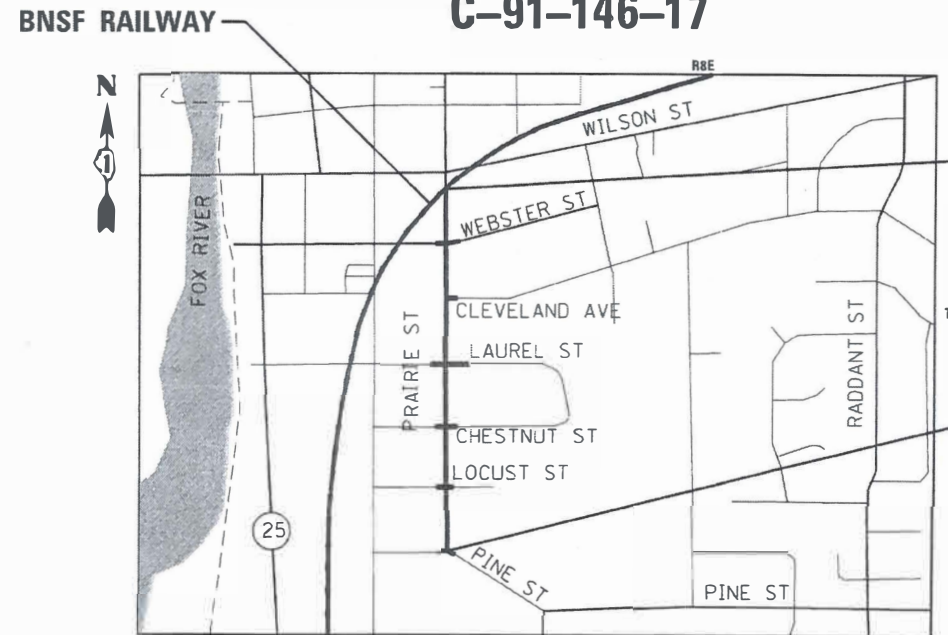 C-91-146-17
BNSF RAILWAY
R8E
N
1
WILSON ST
FOX RIVER
WEBSTER ST
CLEVELAND AVE
PRAIRIE ST
LAUREL ST
RADDANT ST
CHESTNUT ST
LOCUST ST
25
PINE ST
PINE ST